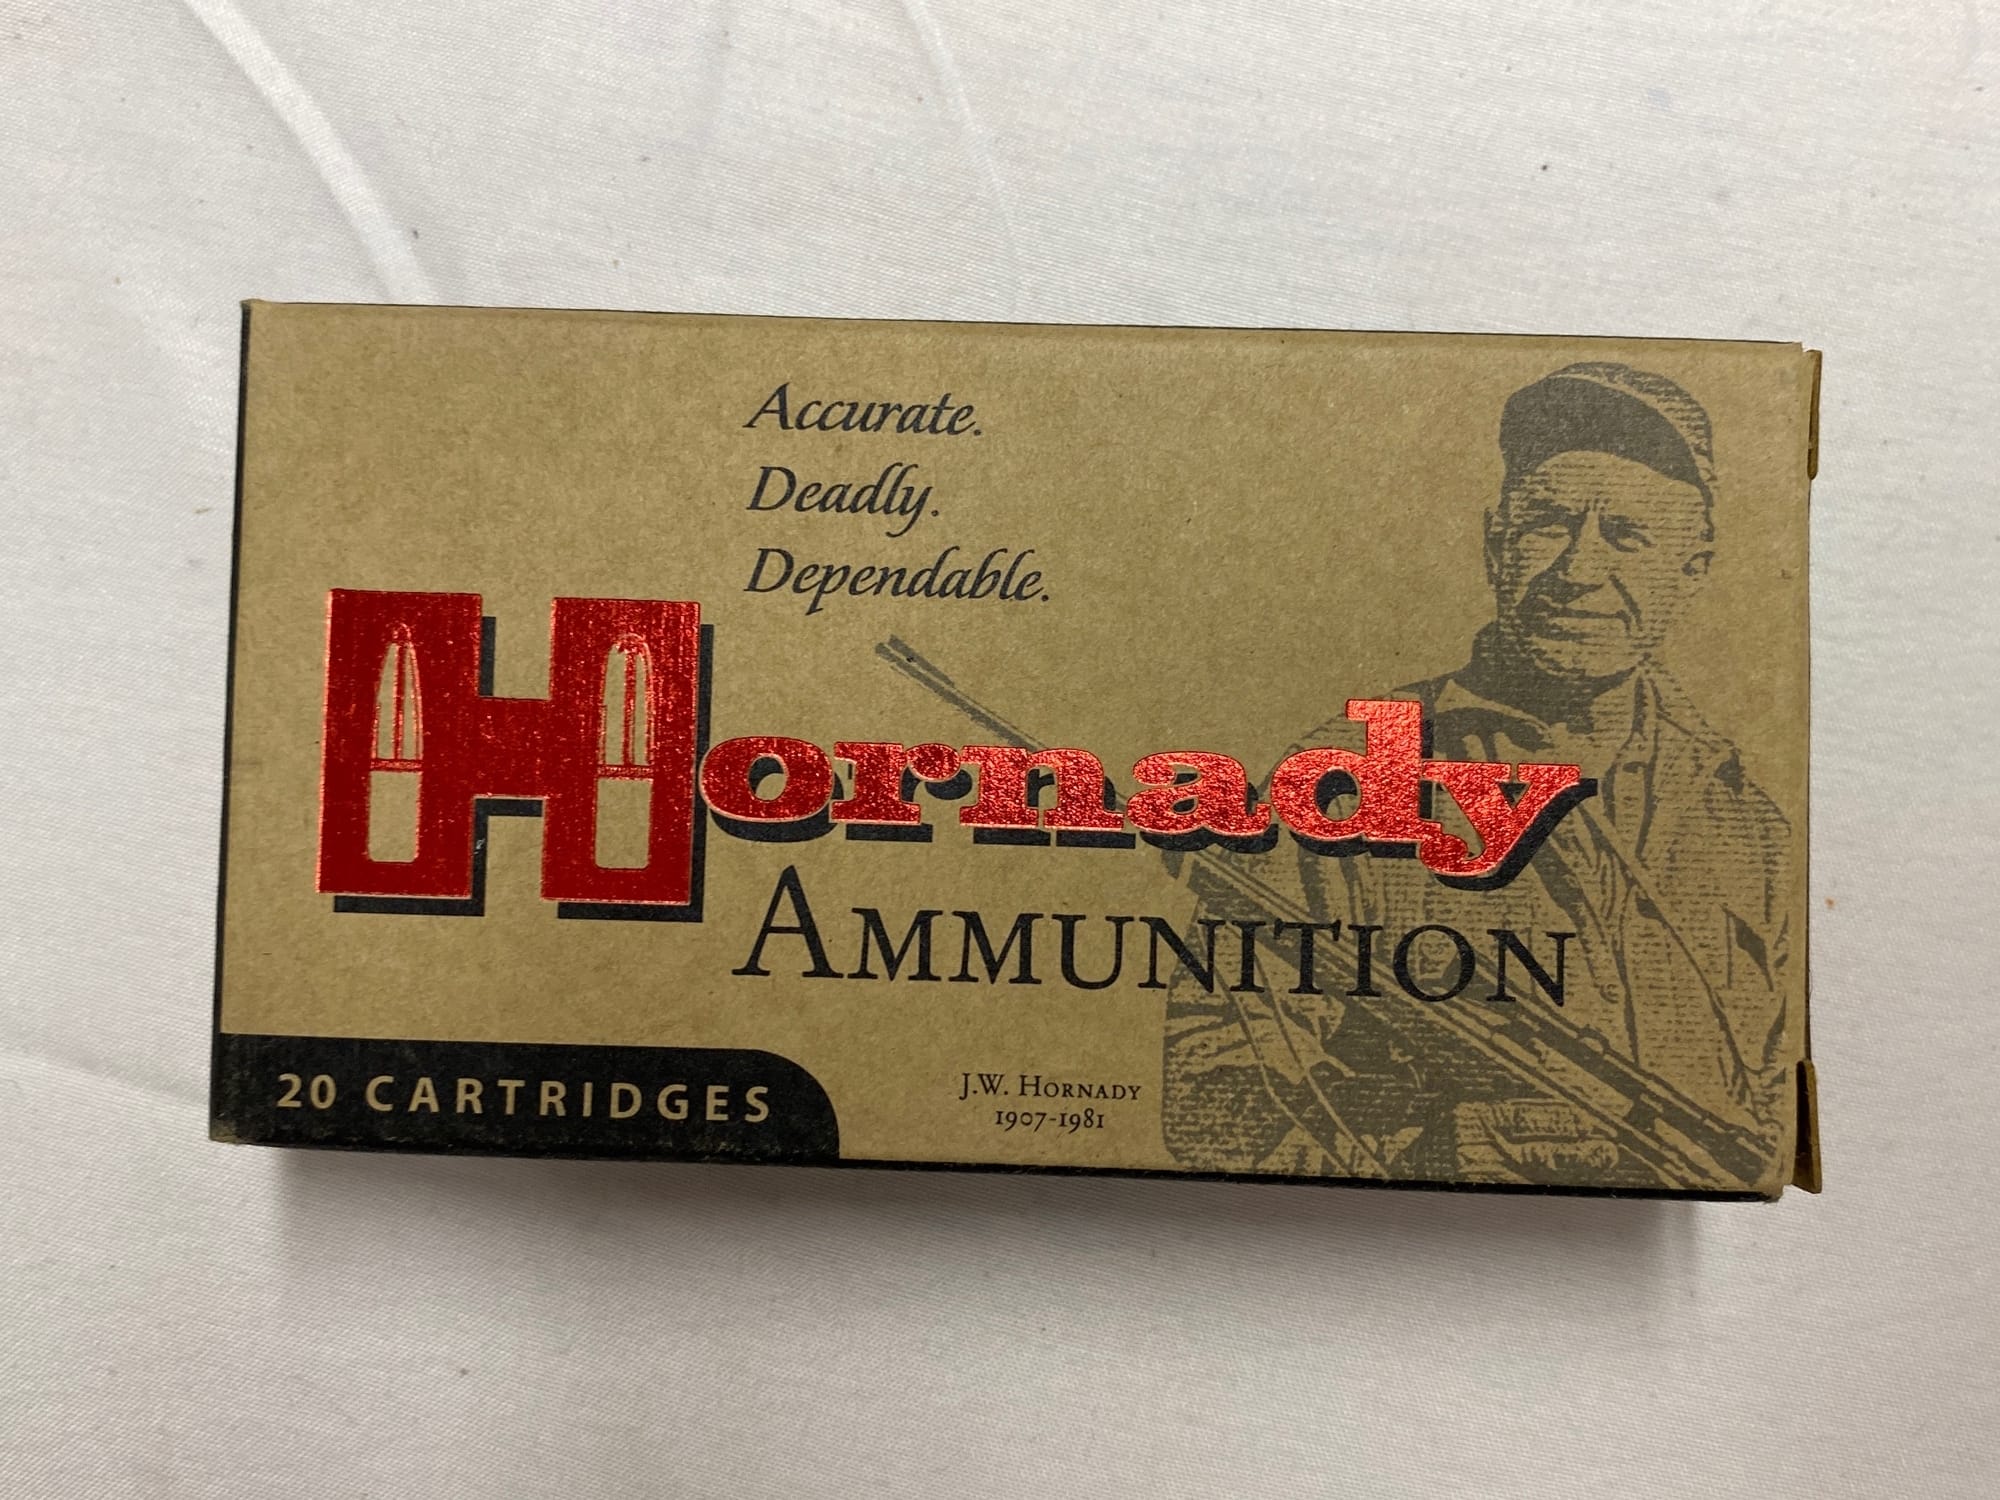 Accurate.
Deadly.
Dependable.
Hornady
AMMUNITION
20 CARTRIDGES
J.W. HORNADY
1907-1981